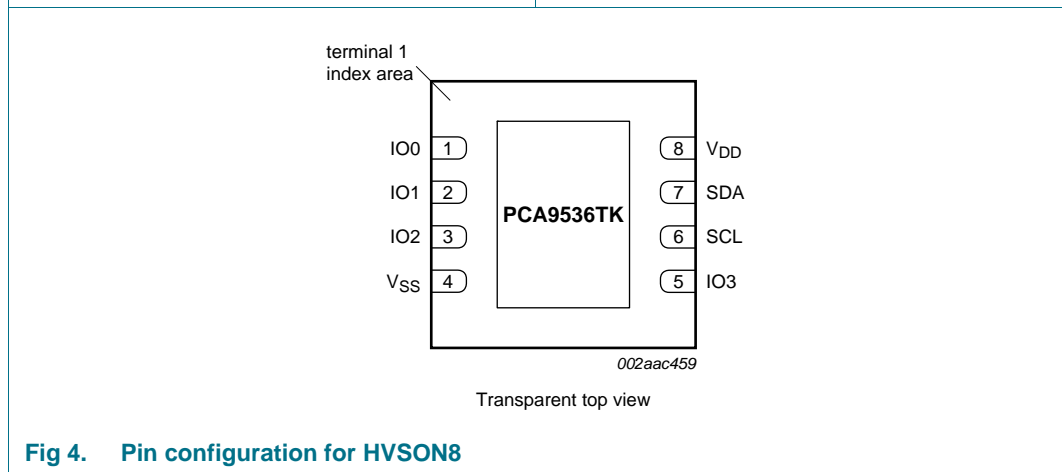 terminal 1
index area
IO0 1
IO1 2
IO2 3
VSS 4
PCA9536TK
8 VDD
7 SDA
6 SCL
5 IO3
002aac459
Transparent top view
Fig 4. Pin configuration for HVSON8